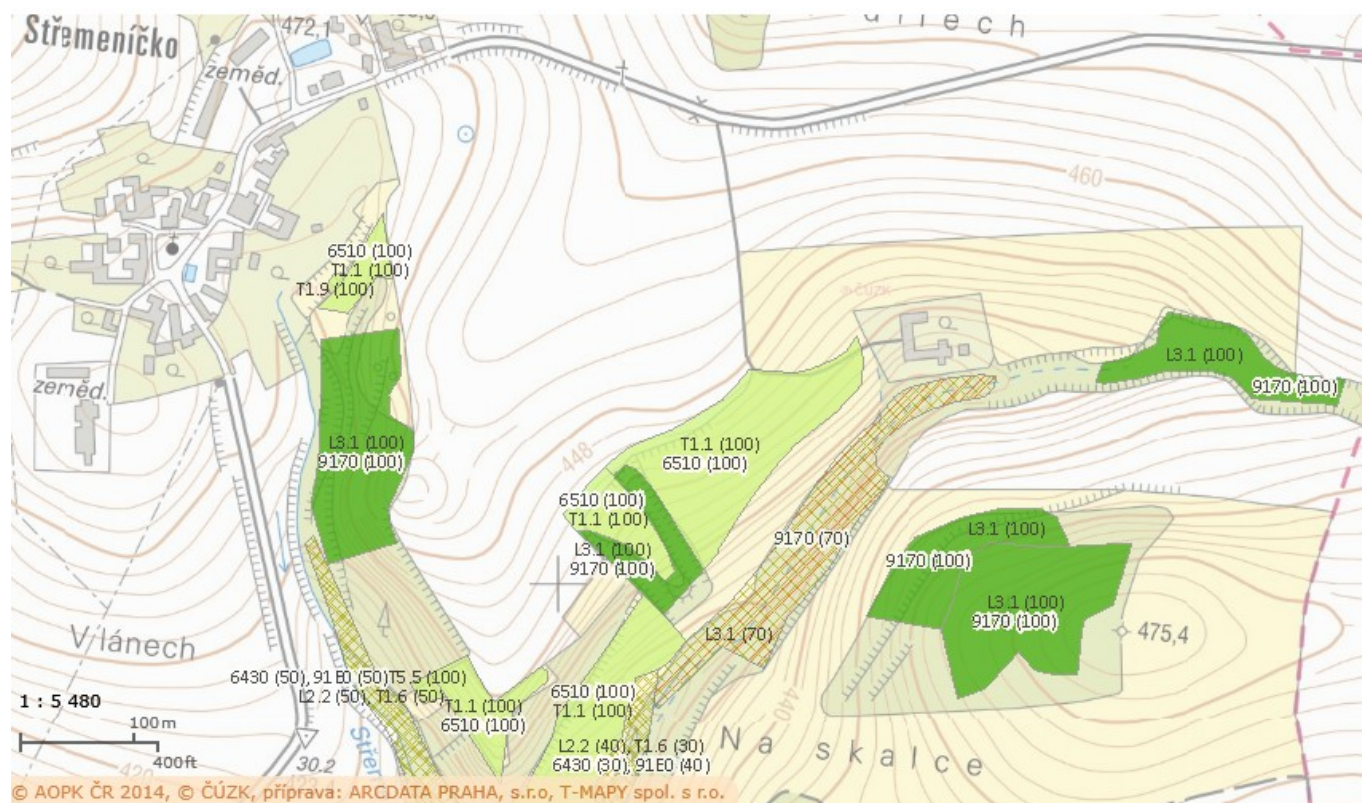 Střemeníčko
472,1
zeměd.
460
6510 (100)
T1.1 (100)
T1.9 (100)
© ČÚZK
L3.1 (100)
9170 (100)
zeměd.
L3.1 (100)
9170 (100)
448
T1.1 (100)
6510 (100)
6510 (100)
T1.1 (100)
L3.1 (100)
9170 (100)
9170 (70)
L3.1 (70)
L3.1 (100)
9170 (100)
L3.1 (100)
9170 (100)
475,4
V lánech
6430 (50), 91E0 (50) T5.5 (100)
L2.2 (50), T1.6 (50)
T1.1 (100)
6510 (100)
6510 (100)
T1.1 (100)
440
1 : 5 480
100 m
400 ft
L2.2 (40), T1.6 (30)
6430 (30), 91E0 (40)
Na skalce
30.2
420
© AOPK ČR 2014, © ČÚZK, příprava: ARCDATA PRAHA, s.r.o, T-MAPY spol. s r.o.